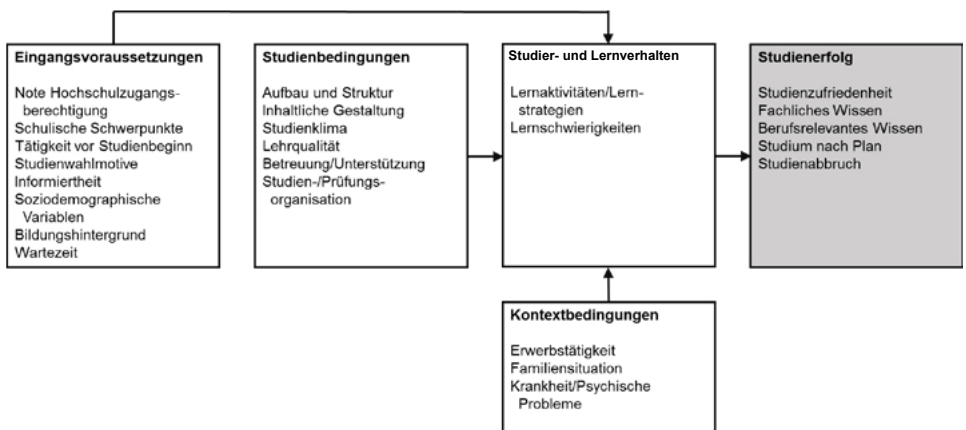 Eingangsvoraussetzungen
Note Hochschulzugangs-
berechtigung
Schulische Schwerpunkte
Tätigkeit vor Studienbeginn
Studienwahlmotive
Informiertheit
Soziodemographische
Variablen
Bildungshintergrund
Wartezeit
Studienbedingungen
Aufbau und Struktur
Inhaltliche Gestaltung
Studienklima
Lehrqualität
Betreuung/Unterstützung
Studien-/Prüfungs-
organisation
Studier- und Lernverhalten
Lernaktivitäten/Lern-
strategien
Lernschwierigkeiten
Studienerfolg
Studienzufriedenheit
Fachliches Wissen
Berufsrelevantes Wissen
Studium nach Plan
Studienabbruch
Kontextbedingungen
Erwerbstätigkeit
Familiensituation
Krankheit/Psychische
Probleme